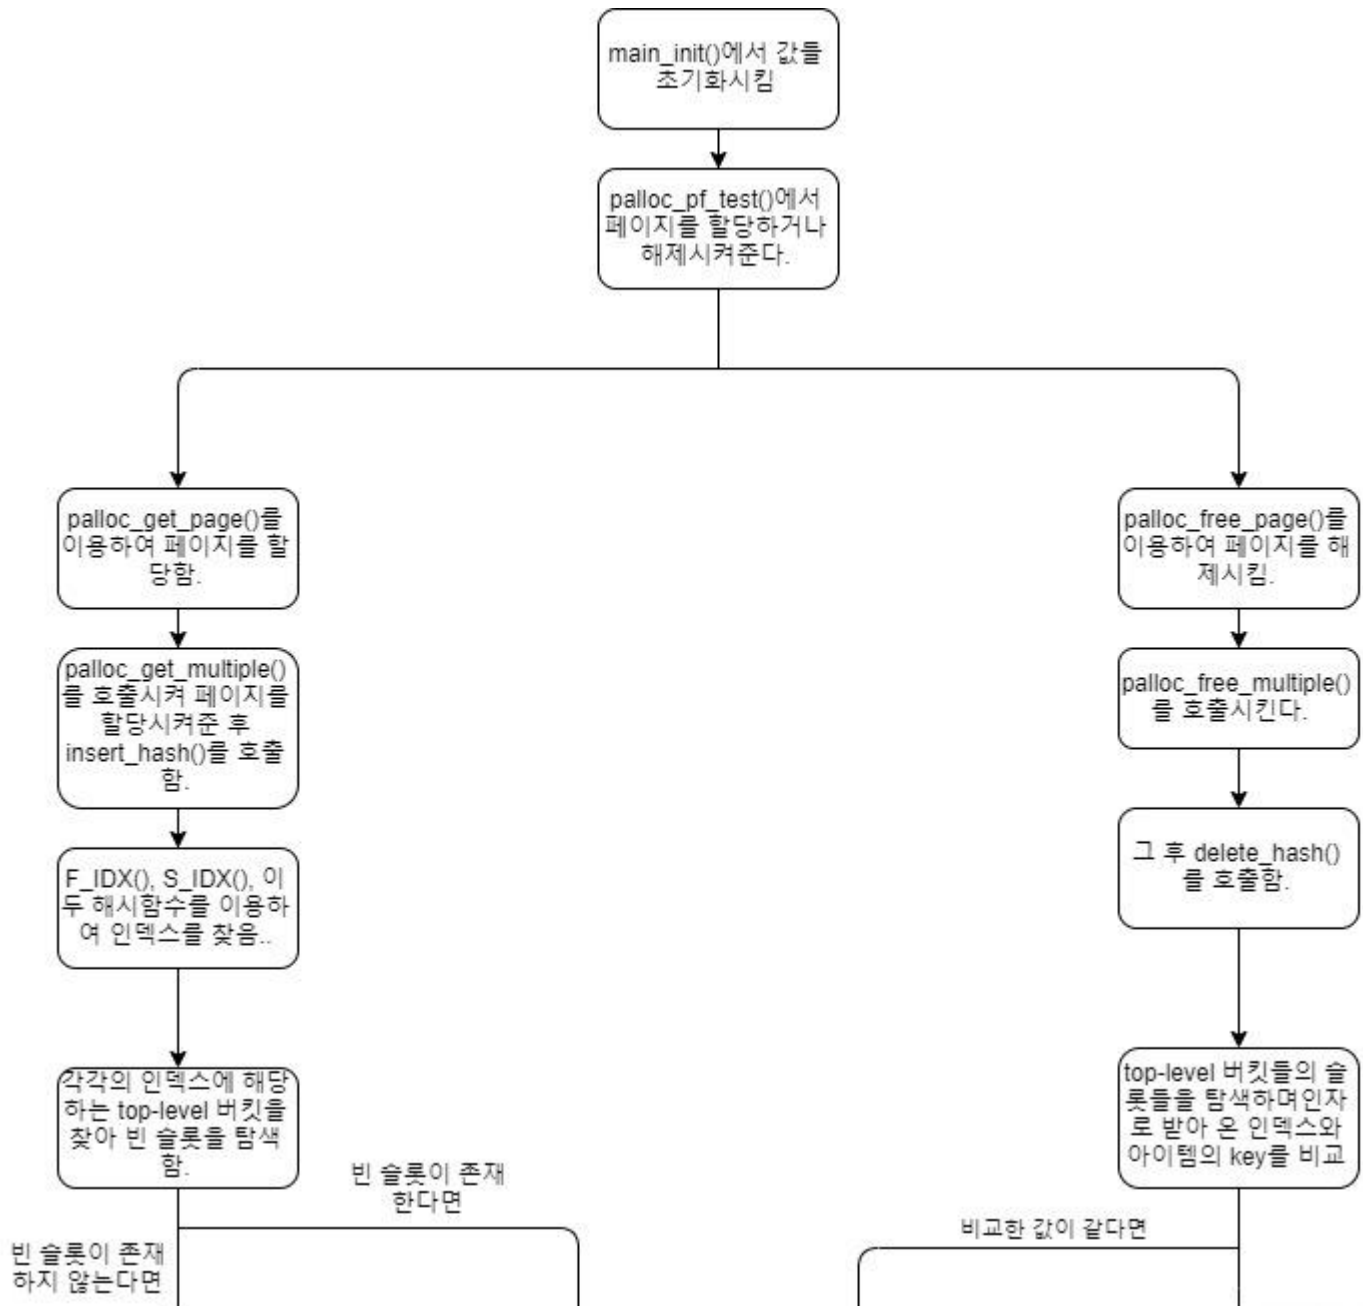 main_init()에서 값들
초기화시킴
palloc_pf_test()에서
페이지를 할당하거나
해제시켜준다.
palloc_get_page()를
이용하여 페이지를 할
당함.
palloc_get_multiple()
를 호출시켜 페이지를
할당시켜준 후
insert_hash()를 호출
함.
F_IDX(), S_IDX(), 이
두 해시함수를 이용하
여 인덱스를 찾음..
각각의 인덱스에 해당
하는 top-level 버킷을
찾아 빈 슬롯을 탐색
함.
빈 슬롯이 존재
한다면
빈 슬롯이 존재
하지 않는다면
palloc_free_page()를
이용하여 페이지를 해
제시킴.
palloc_free_multiple()
를 호출시킨다.
그 후 delete_hash()
를 호출함.
top-level 버킷들의 슬
롯들을 탐색하며인자
로 받아 온 인덱스와
아이템의 key를 비교
비교한 값이 같다면